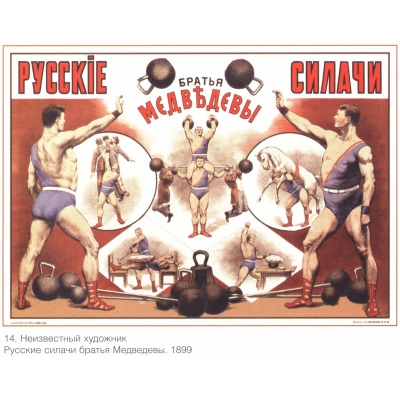 РУССКІЕ
БРАТЬЯ
МЕДВѢДЕВЫ
СИЛАЧИ
14. Неизвестный художник
Русские силачи братья Медведевы. 1899